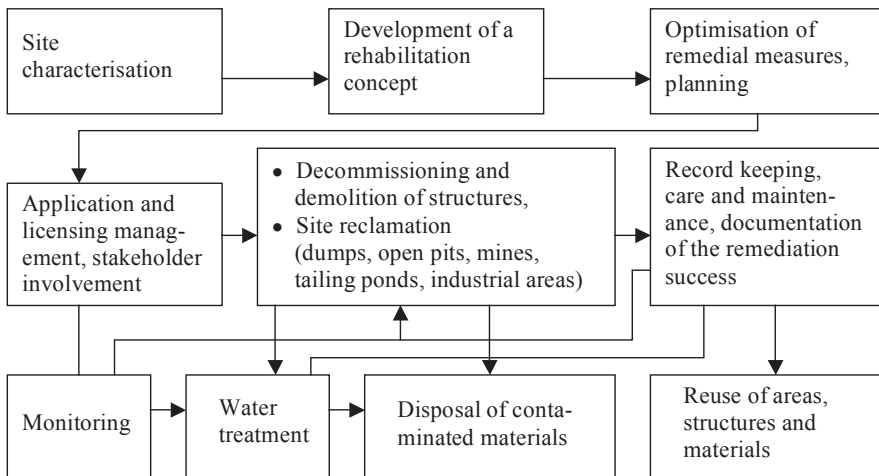 Site
characterisation
Development of a
rehabilitation
concept
Optimisation of
remedial measures,
planning
Application and
licensing manag-
ement, stakeholder
involvement
• Decommissioning and
demolition of structures,
• Site reclamation
(dumps, open pits, mines,
tailing ponds, industrial areas)
Record keeping,
care and mainten-
ance, documentation
of the remediation
success
Monitoring
Water
treatment
Disposal of conta-
minated materials
Reuse of areas,
structures and
materials